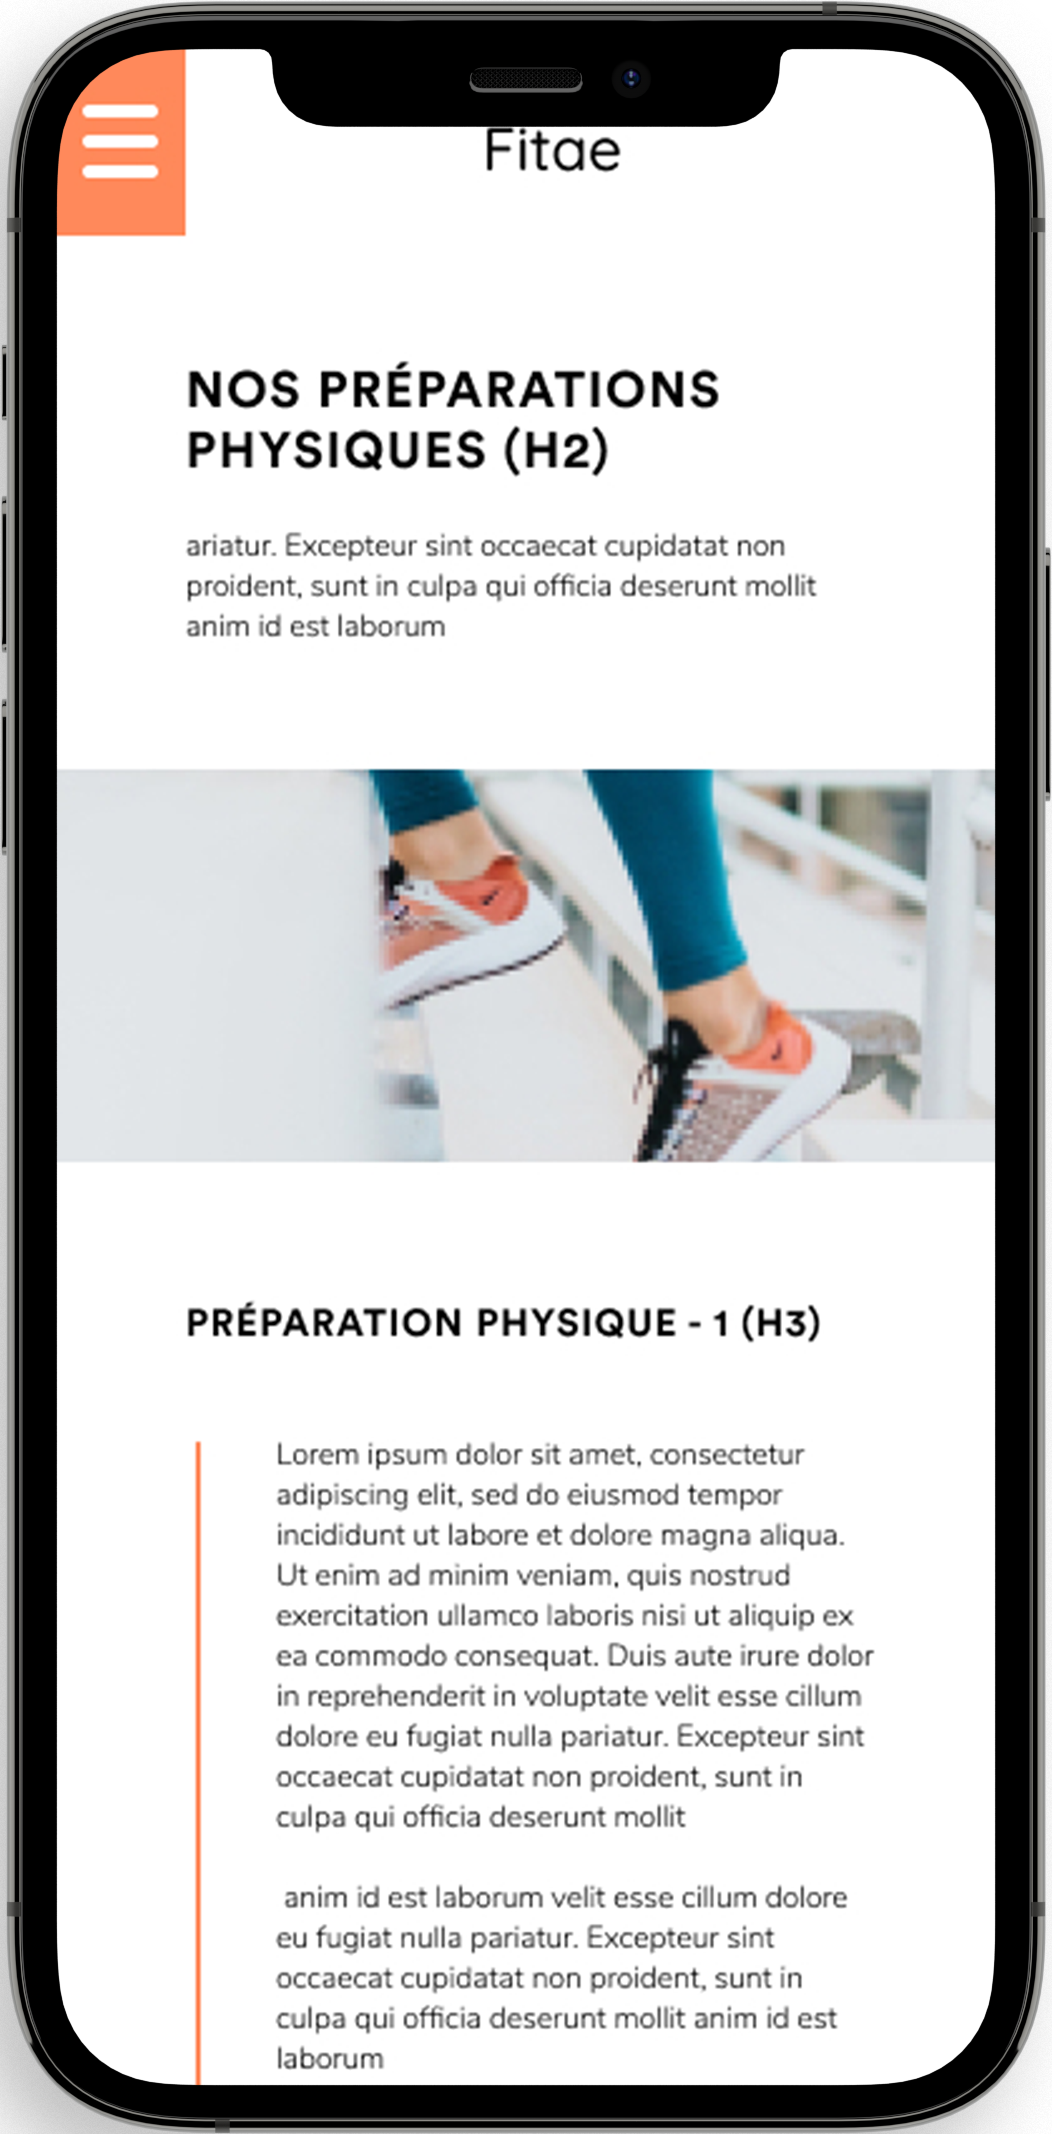 Fitae
NOS PRÉPARATIONS
PHYSIQUES (H2)
ariatur. Excepteur sint occaecat cupidatat non
proident, sunt in culpa qui officia deserunt mollit
anim id est laborum
PRÉPARATION PHYSIQUE - 1 (H3)
Lorem ipsum dolor sit amet, consectetur
adipiscing elit, sed do eiusmod tempor
incididunt ut labore et dolore magna aliqua.
Ut enim ad minim veniam, quis nostrud
exercitation ullamco laboris nisi ut aliquip ex
ea commodo consequat. Duis aute irure dolor
in reprehenderit in voluptate velit esse cillum
dolore eu fugiat nulla pariatur. Excepteur sint
occaecat cupidatat non proident, sunt in
culpa qui officia deserunt mollit
anim id est laborum velit esse cillum dolore
eu fugiat nulla pariatur. Excepteur sint
occaecat cupidatat non proident, sunt in
culpa qui officia deserunt mollit anim id est
laborum